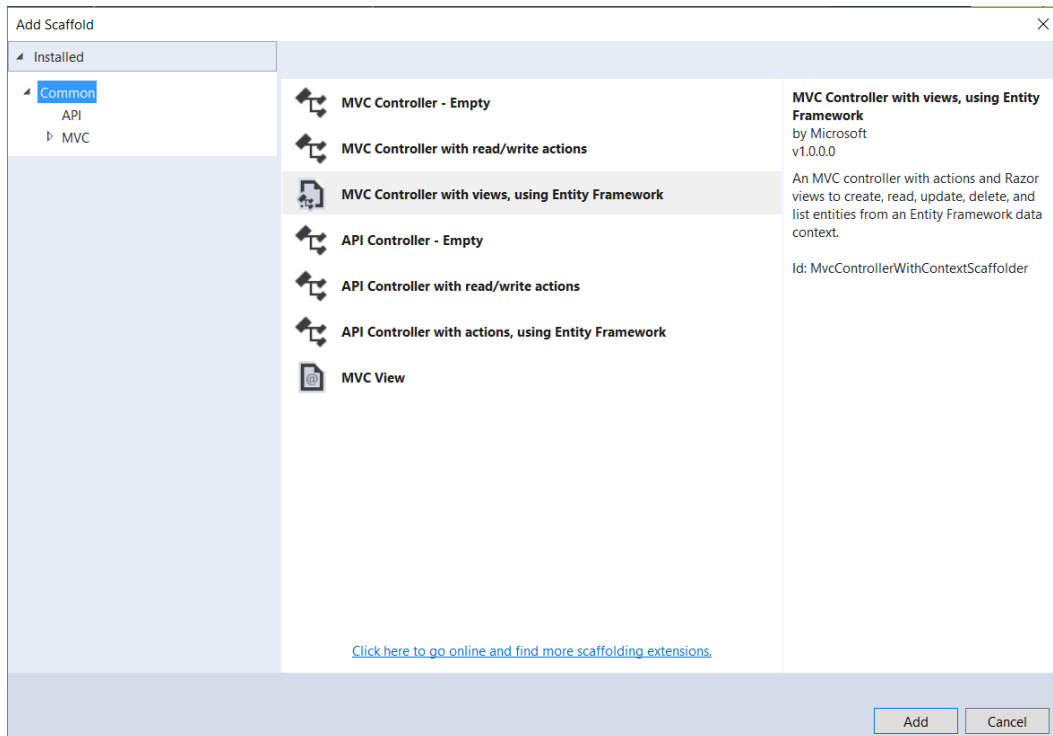 Add Scaffold
Installed
Common
API
MVC
MVC Controller - Empty
MVC Controller with read/write actions
MVC Controller with views, using Entity Framework
API Controller - Empty
API Controller with read/write actions
API Controller with actions, using Entity Framework
MVC View
Click here to go online and find more scaffolding extensions.
MVC Controller with views, using Entity
Framework
by Microsoft
v1.0.0.0
An MVC controller with actions and Razor
views to create, read, update, delete, and
list entities from an Entity Framework data
context.
Id: MvcControllerWithContextScaffolder
Add
Cancel